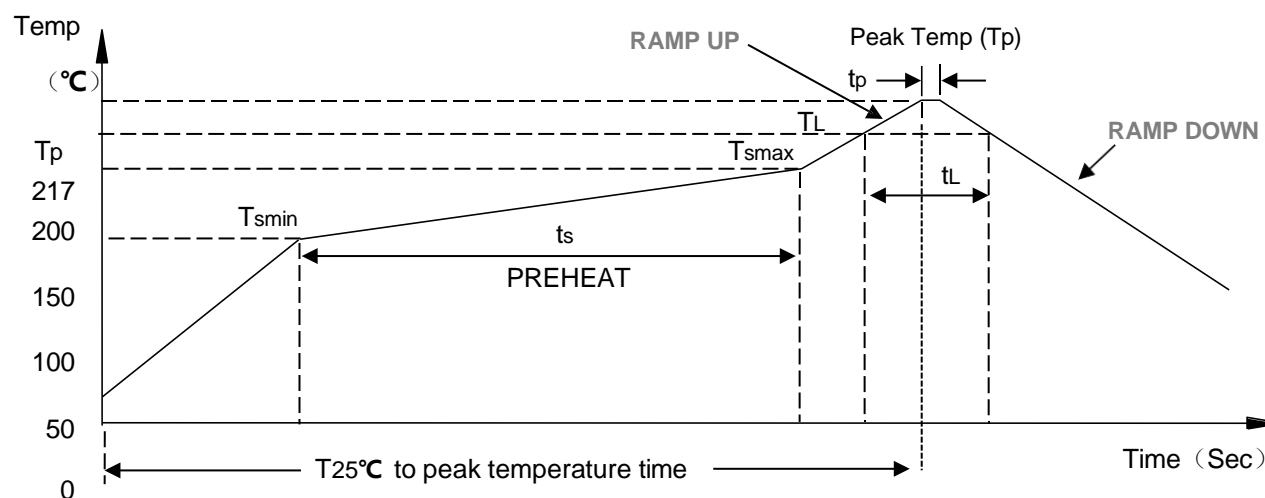 Temp
(℃)
RAMP UP
Peak Temp (Tp)
tp
TL
RAMP DOWN
Tp
Tsmax
217
tL
Tsmin
200
ts
PREHEAT
150
100
50
T25℃ to peak temperature time
Time（Sec)
0